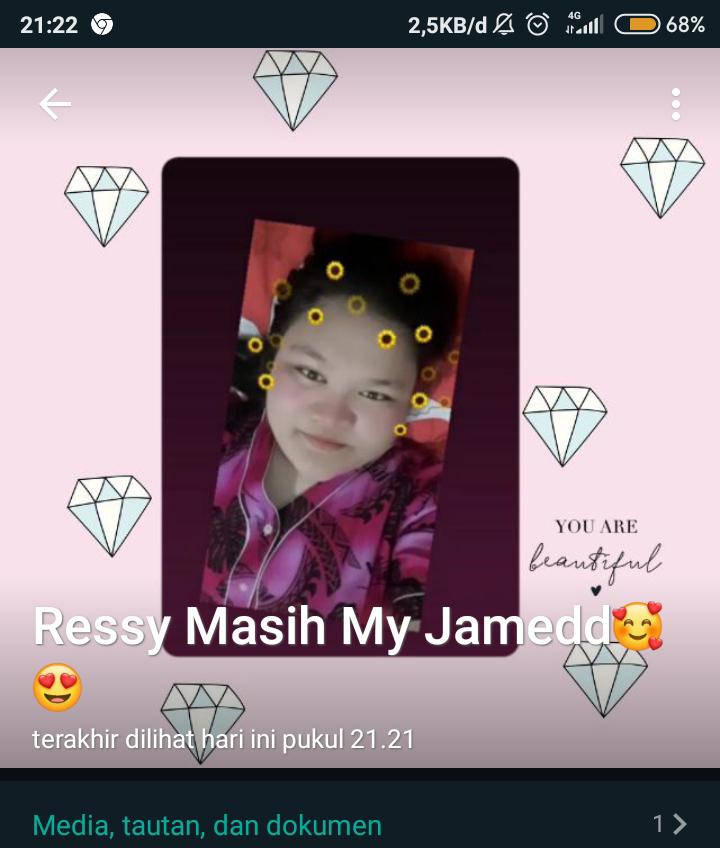 21:22 2,5KB/d 4G 68%
YOU ARE
beautiful
Ressy Masih My Jamedd🥰
😍
terakhir dilihat hari ini pukul 21.21
Media, tautan, dan dokumen 1